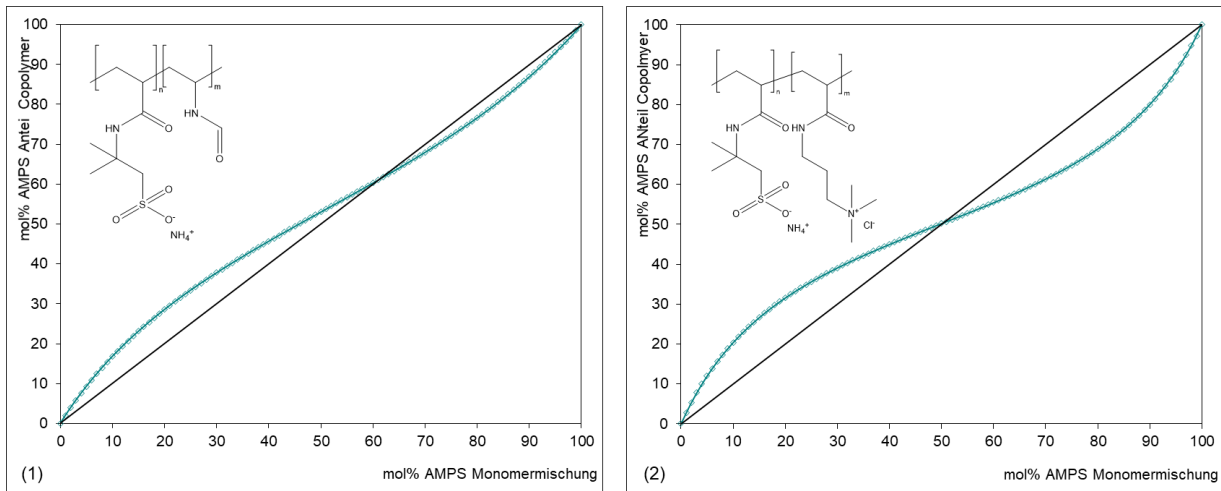 100
90
80
70
60
50
40
30
20
10
0
mol% AMPS Antei Copolymer
n
m
HN
O
NH
O
O
S
O
O-
NH4+
0 10 20 30 40 50 60 70 80 90 100
(1)
mol% AMPS Monomermischung
100
90
80
70
60
50
40
30
20
10
0
mol% AMPS ANteil Copolmyer
n
m
HN
O
HN
O
O
S
O
O-
NH4+
N+
Cl-
0 10 20 30 40 50 60 70 80 90 100
(2)
mol% AMPS Monomermischung